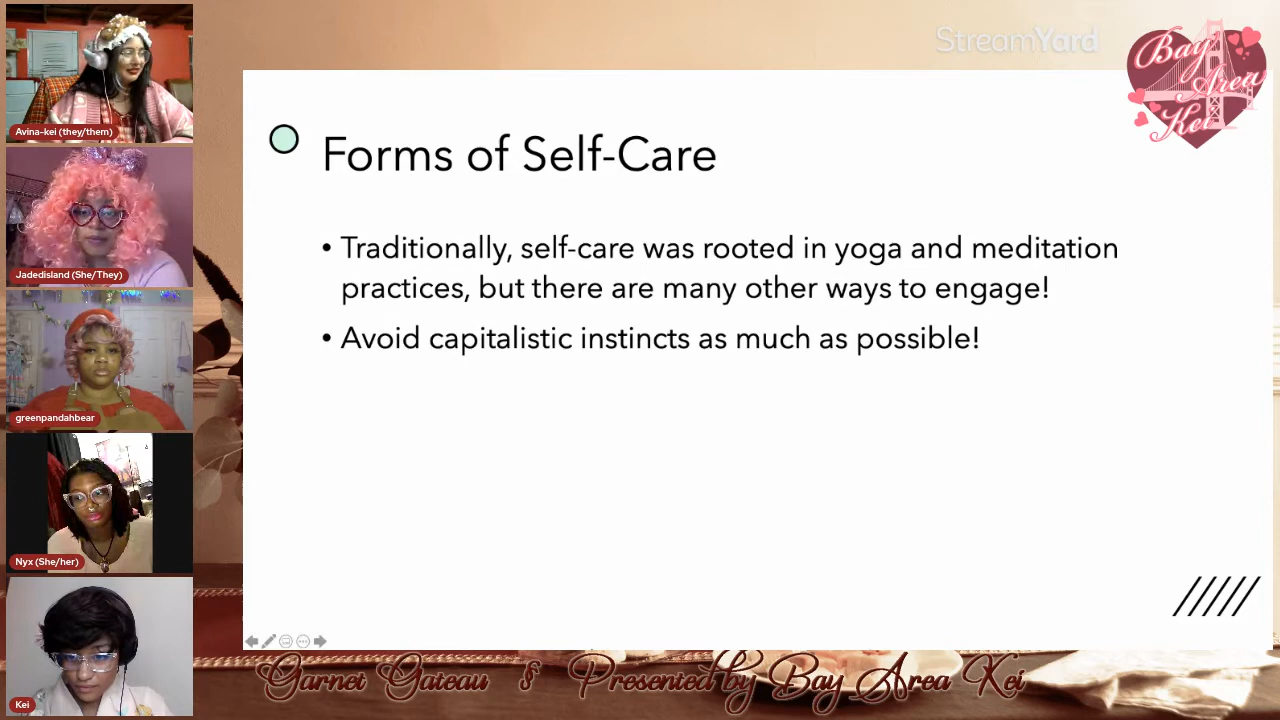 StreamYard
Bay
Area
Kei
Avina-kei (they/them)
Jadedisland (She/They)
greenpandahbear
Nyx (She/her)
Kei
Forms of Self-Care
• Traditionally, self-care was rooted in yoga and meditation
practices, but there are many other ways to engage!
• Avoid capitalistic instincts as much as possible!
Garnet Gateau § Presented by Bay Area Kei